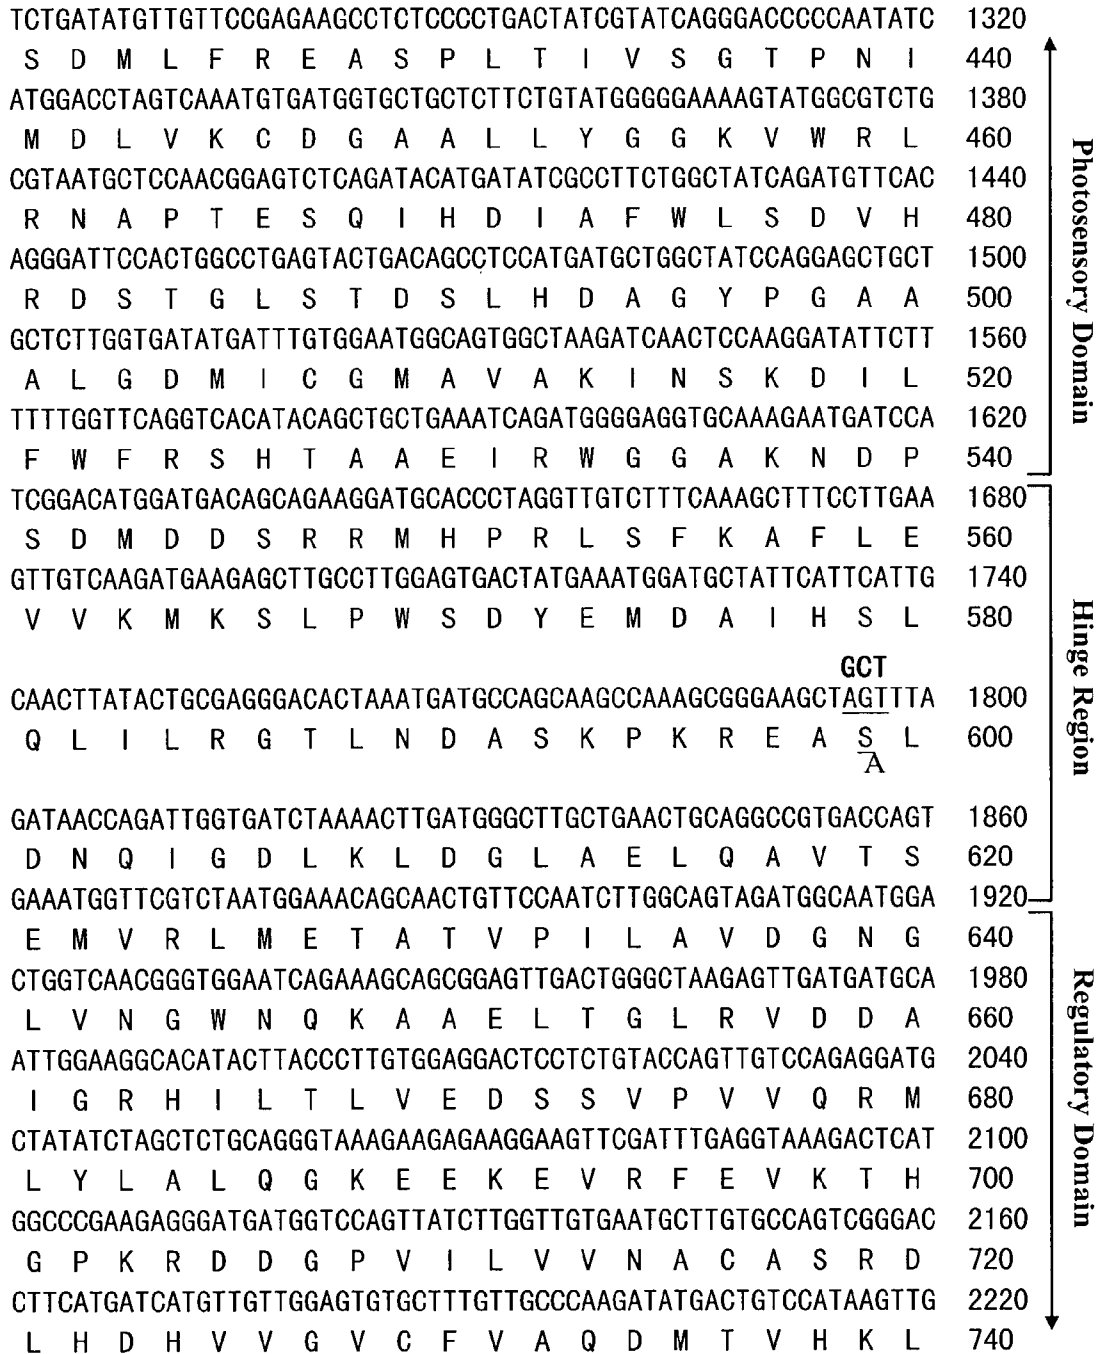 TCTGATATGTTGTTCCGAGAAGCCTCTCCCCTGACTATCGTATCAGGGACCCCCAATATC 1320
S D M L F R E A S P L T I V S G T P N I 440
ATGGACCTAGTCAAATGTGATGGTGCTGCTCTTCTGTATGGGGGAAAAGTATGGCGTCTG 1380
M D L V K C D G A A L L Y G G K V W R L 460
CGTAATGCTCCAACGGAGTCTCAGATACATGATATCGCCTTCTGGCTATCAGATGTTCAC 1440
R N A P T E S Q I H D I A F W L S D V H 480
AGGGATTCCACTGGCCTGAGTACTGACAGCCTCCATGATGCTGGCTATCCAGGAGCTGCT 1500
R D S T G L S T D S L H D A G Y P G A A 500
GCTCTTGGTGATATGATTTGTGGAATGGCAGTGGCTAAGATCAACTCCAAGGATATTCTT 1560
A L G D M I C G M A V A K I N S K D I L 520
TTTTGGTTCAGGTCACATACAGCTGCTGAAATCAGATGGGGAGGTGCAAAGAATGATCCA 1620
F W F R S H T A A E I R W G G A K N D P 540
TCGGACATGGATGACAGCAGAAGGATGCACCCTAGGTTGTCTTTCAAAGCTTTCCTTGAA 1680
S D M D D S R R M H P R L S F K A F L E 560
GTTGTCAAGATGAAGAGCTTGCCTTGGAGTGACTATGAAATGGATGCTATTCATTCATTG 1740
V V K M K S L P W S D Y E M D A I H S L 580
GCT
CAACTTATACTGCGAGGGACACTAAATGATGCCAGCAAGCCAAAGCGGGAAGCTAGTTTA 1800
Q L I L R G T L N D A S K P K R E A S L 600
A
GATAACCAGATTGGTGATCTAAAACTTGATGGGCTTGCTGAACTGCAGGCCGTGACCAGT 1860
D N Q I G D L K L D G L A E L Q A V T S 620
GAAATGGTTCGTCTAATGGAAACAGCAACTGTTCCAATCTTGGCAGTAGATGGCAATGGA 1920
E M V R L M E T A T V P I L A V D G N G 640
CTGGTCAACGGGTGGAATCAGAAAGCAGCGGAGTTGACTGGGCTAAGAGTTGATGATGCA 1980
L V N G W N Q K A A E L T G L R V D D A 660
ATTGGAAGGCACATACTTACCCTTGTGGAGGACTCCTCTGTACCAGTTGTCCAGAGGATG 2040
I G R H I L T L V E D S S V P V V Q R M 680
CTATATCTAGCTCTGCAGGGTAAAGAAGAGAAGGAAGTTCGATTTGAGGTAAAGACTCAT 2100
L Y L A L Q G K E E K E V R F E V K T H 700
GGCCCGAAGAGGGATGATGGTCCAGTTATCTTGGTTGTGAATGCTTGTGCCAGTCGGGAC 2160
G P K R D D G P V I L V V N A C A S R D 720
CTTCATGATCATGTTGTTGGAGTGTGCTTTGTTGCCCAAGATATGACTGTCCATAAGTTG 2220
L H D H V V G V C F V A Q D M T V H K L 740
Photosensory Domain
Hinge Region
Regulatory Domain